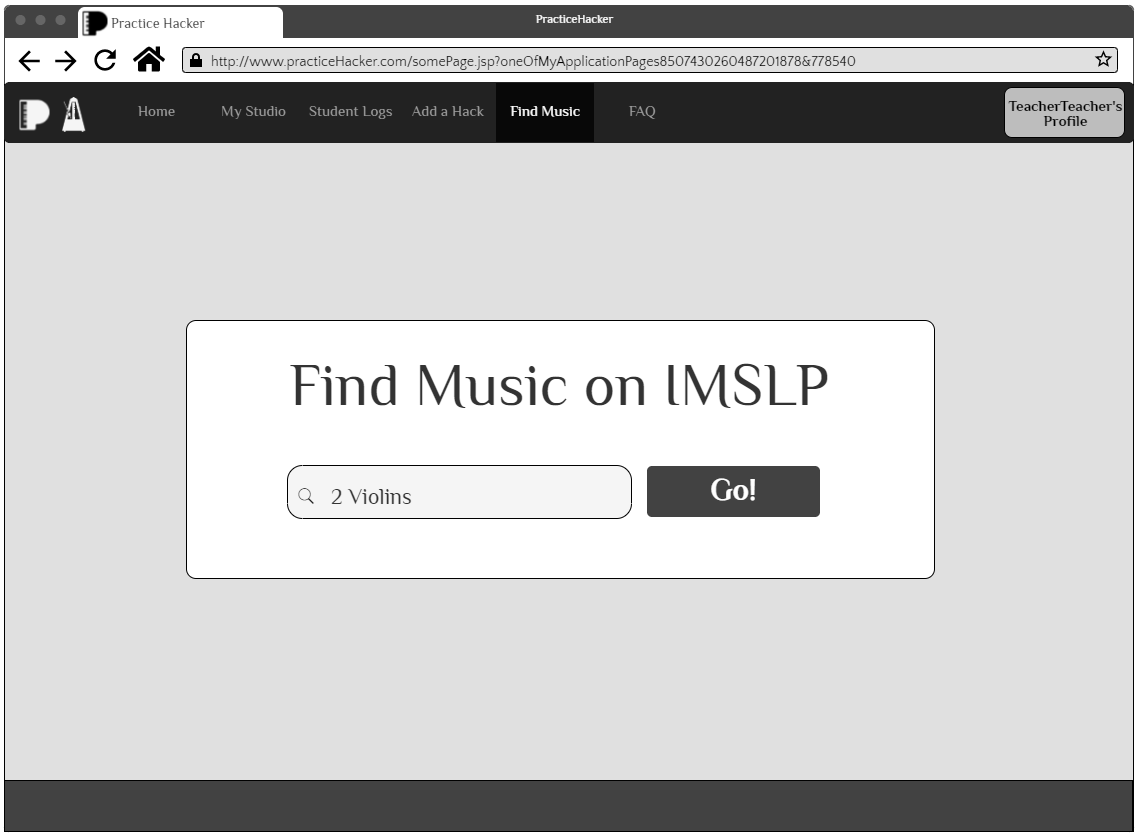 Practice Hacker
PracticeHacker
http://www.practiceHacker.com/somePage.jsp?oneOfMyApplicationPages8507430260487201878&778540
Home My Studio Student Logs Add a Hack Find Music FAQ
TeacherTeacher's
Profile
Find Music on IMSLP
2 Violins
Go!